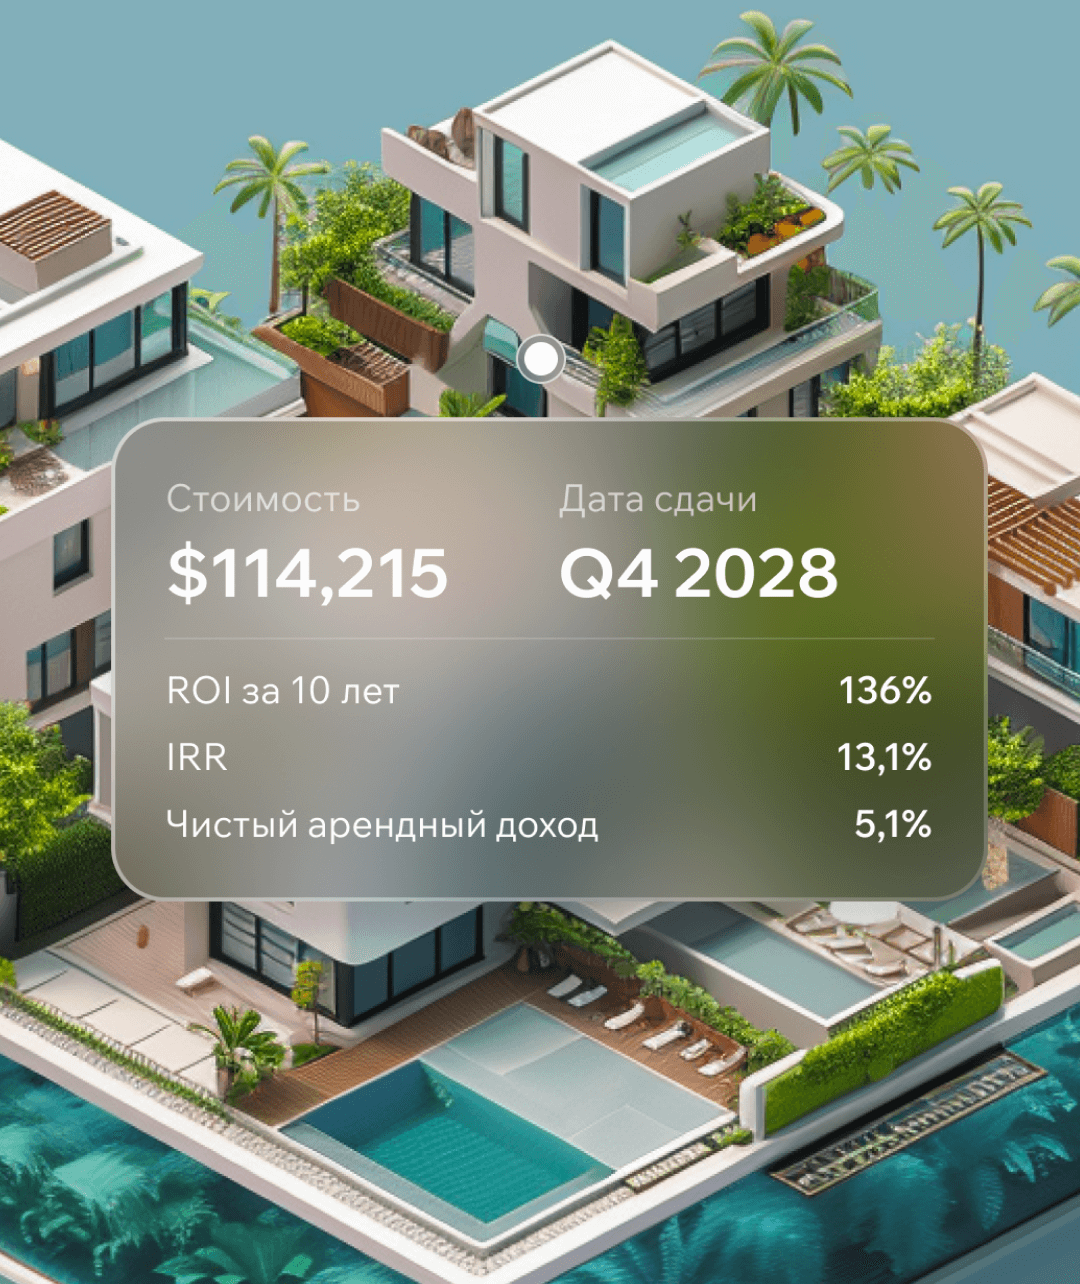 Стоимость
$114,215
Дата сдачи
Q4 2028
ROI за 10 лет 136%
IRR 13,1%
Чистый арендный доход 5,1%